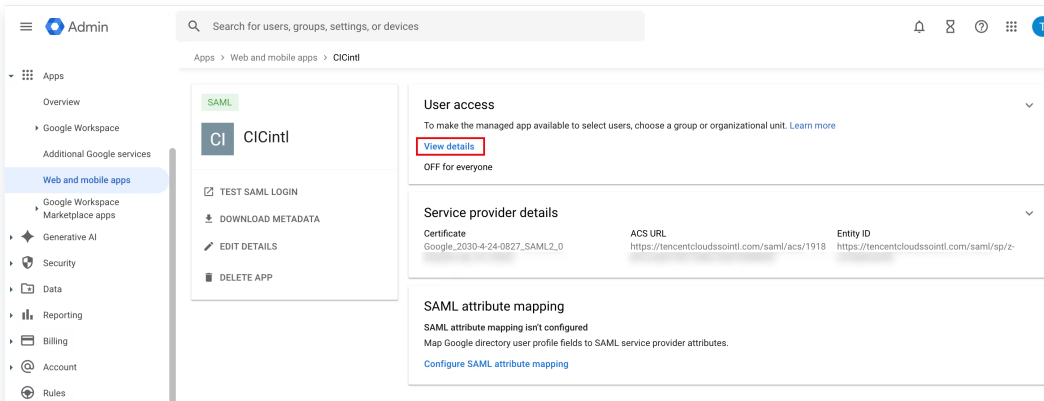 Admin
Search for users, groups, settings, or devices
T
Apps > Web and mobile apps > CICintl
Apps
Overview
Google Workspace
Additional Google services
Web and mobile apps
Google Workspace
Marketplace apps
Generative AI
Security
Data
Reporting
Billing
Account
Rules
SAML
CI
CICintl
TEST SAML LOGIN
DOWNLOAD METADATA
EDIT DETAILS
DELETE APP
User access
To make the managed app available to select users, choose a group or organizational unit. Learn more
View details
OFF for everyone
Service provider details
Certificate
Google_2030-4-24-0827_SAML2_0
ACS URL
https://tencentcloudssointl.com/saml/acs/1918
Entity ID
https://tencentcloudssointl.com/saml/sp/z-
SAML attribute mapping
SAML attribute mapping isn't configured
Map Google directory user profile fields to SAML service provider attributes.
Configure SAML attribute mapping